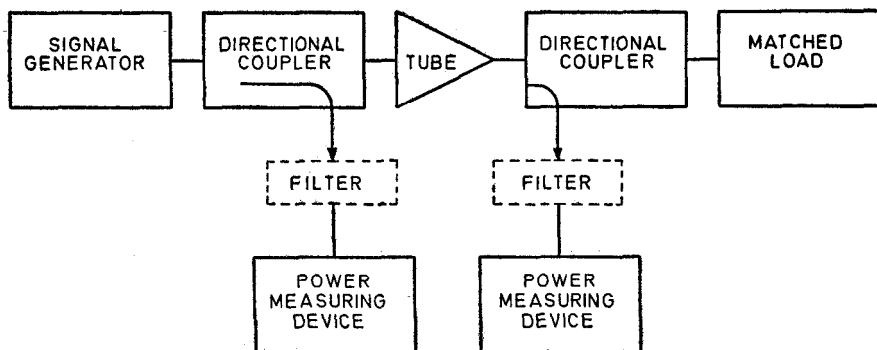 SIGNAL
GENERATOR
DIRECTIONAL
COUPLER
TUBE
DIRECTIONAL
COUPLER
MATCHED
LOAD
FILTER
FILTER
POWER
MEASURING
DEVICE
POWER
MEASURING
DEVICE